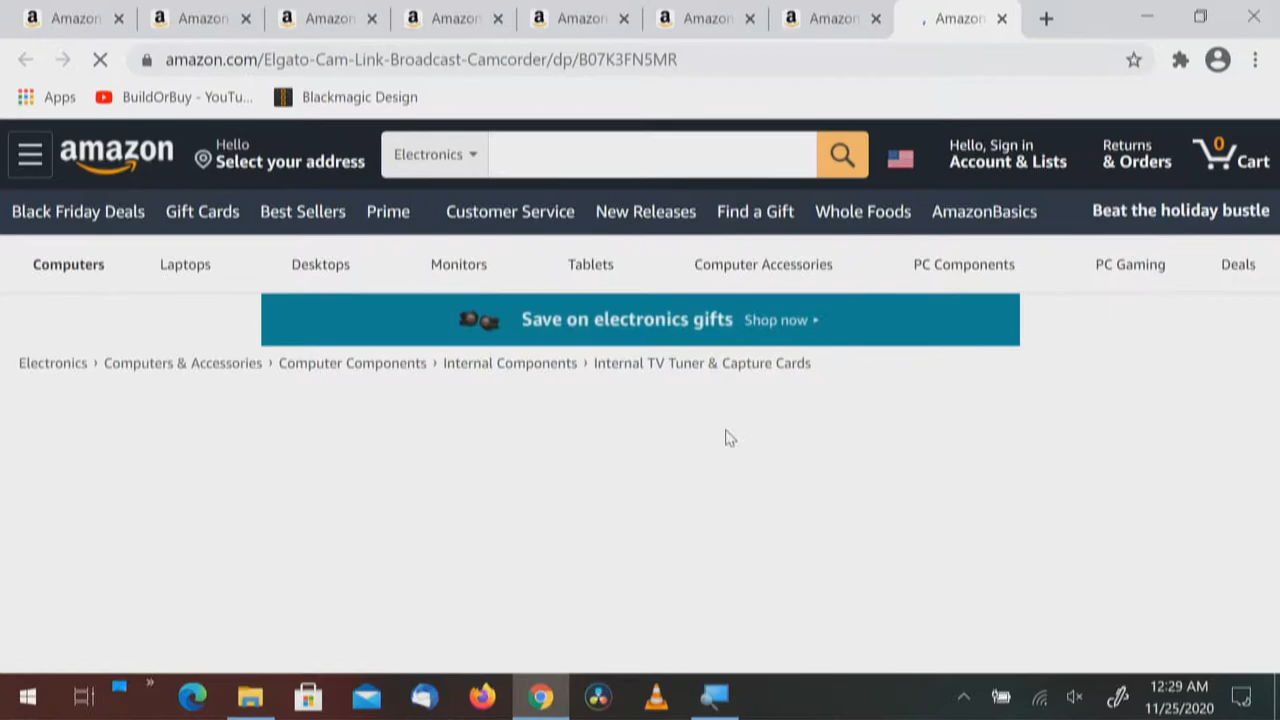 Amazon Amazon Amazon Amazon Amazon Amazon Amazon Amazon
amazon.com/Elgato-Cam-Link-Broadcast-Camcorder/dp/B07K3FN5MR
Apps BuildOrBuy - YouTu... Blackmagic Design
amazon Hello Select your address Electronics Hello, Sign in Account & Lists Returns & Orders 0 Cart
Black Friday Deals Gift Cards Best Sellers Prime Customer Service New Releases Find a Gift Whole Foods AmazonBasics Beat the holiday bustle
Computers Laptops Desktops Monitors Tablets Computer Accessories PC Components PC Gaming Deals
Save on electronics gifts Shop now
Electronics › Computers & Accessories › Computer Components › Internal Components › Internal TV Tuner & Capture Cards
12:29 AM
11/25/2020